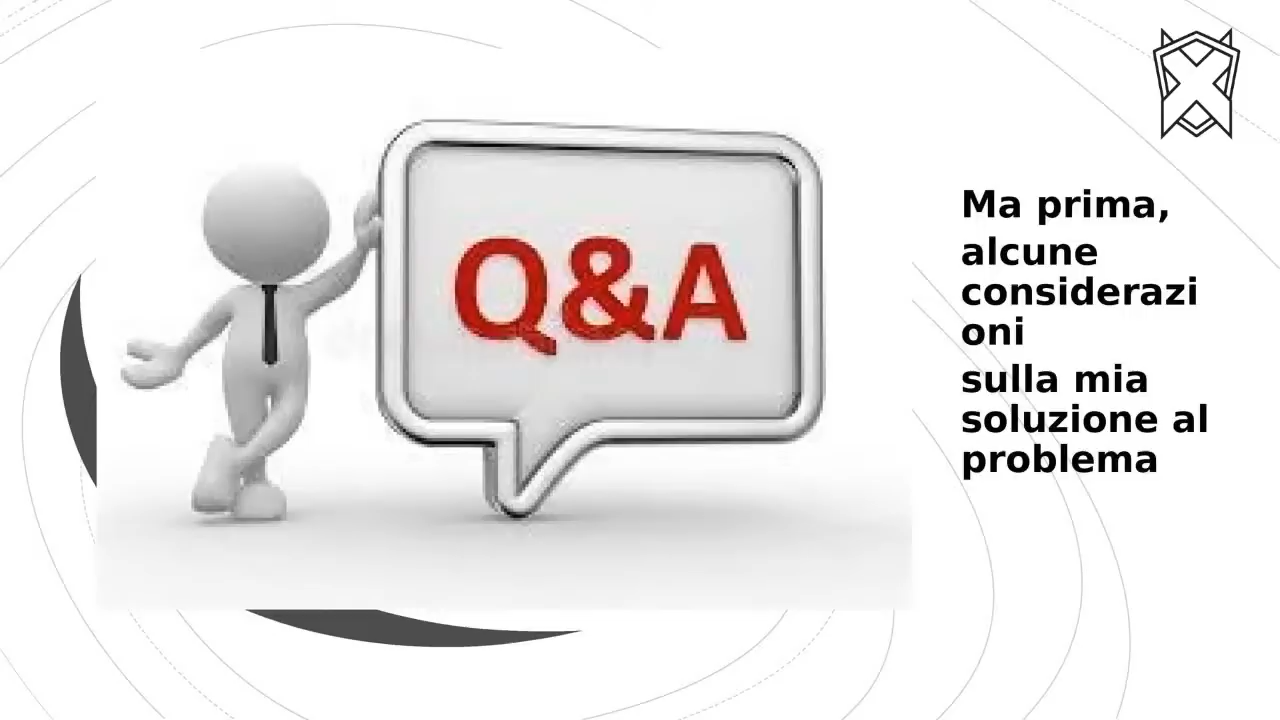 Q&A
Ma prima,
alcune
considerazi
oni
sulla mia
soluzione al
problema